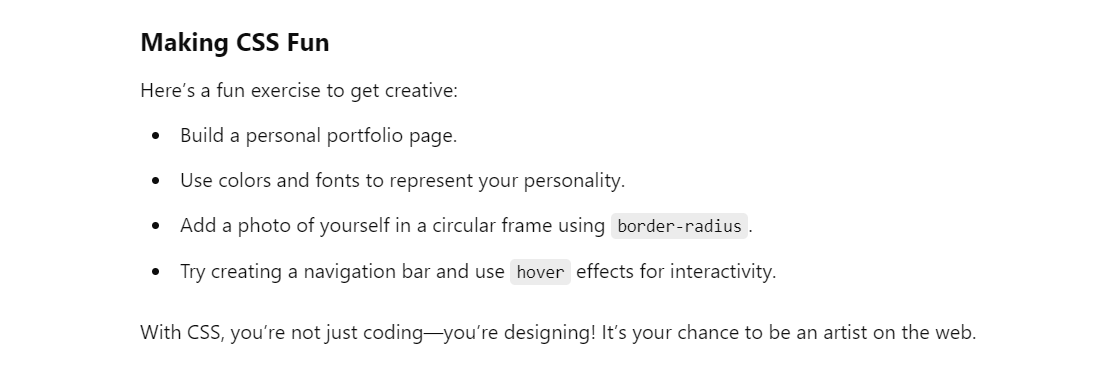 Making CSS Fun
Here’s a fun exercise to get creative:
• Build a personal portfolio page.
• Use colors and fonts to represent your personality.
• Add a photo of yourself in a circular frame using border-radius.
• Try creating a navigation bar and use hover effects for interactivity.
With CSS, you’re not just coding—you’re designing! It’s your chance to be an artist on the web.